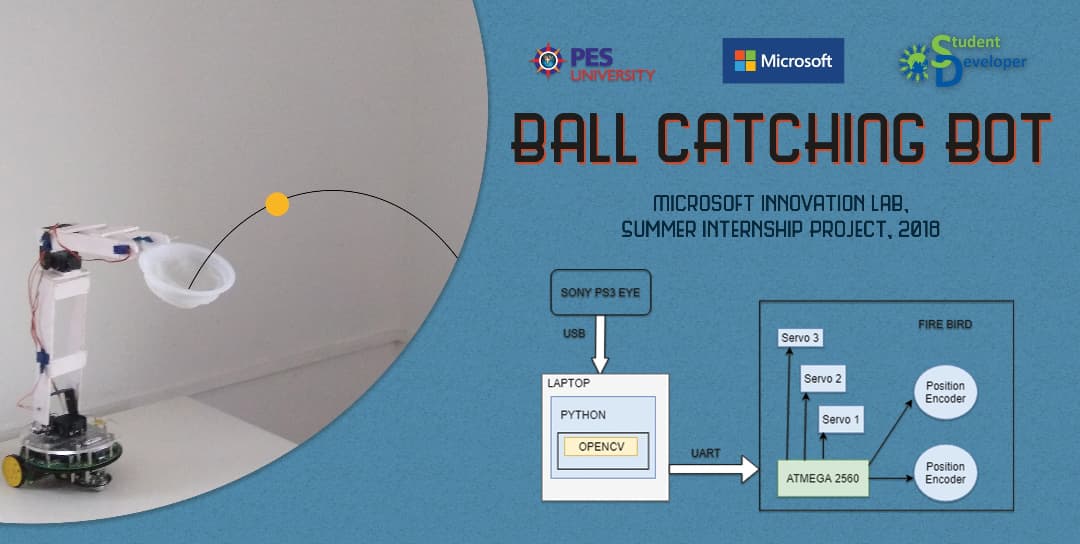 PES
UNIVERSITY
Microsoft
Student
Developer
BALL CATCHING BOT
MICROSOFT INNOVATION LAB,
SUMMER INTERNSHIP PROJECT, 2018
SONY PS3 EYE
USB
LAPTOP
PYTHON
OPENCV
UART
FIRE BIRD
Servo 3
Servo 2
Servo 1
ATMEGA 2560
Position
Encoder
Position
Encoder